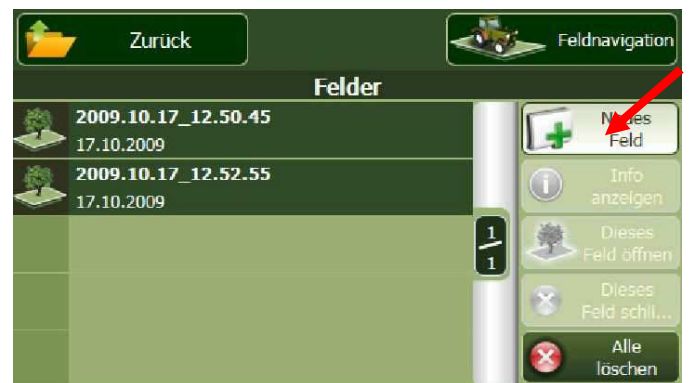 Zurück
Feldnavigation
Felder
2009.10.17_12.50.45
17.10.2009
2009.10.17_12.52.55
17.10.2009
1
1
Feld
Info
anzeigen
Dieses
Feld öffnen
Dieses
Feld schli...
Alle
löschen